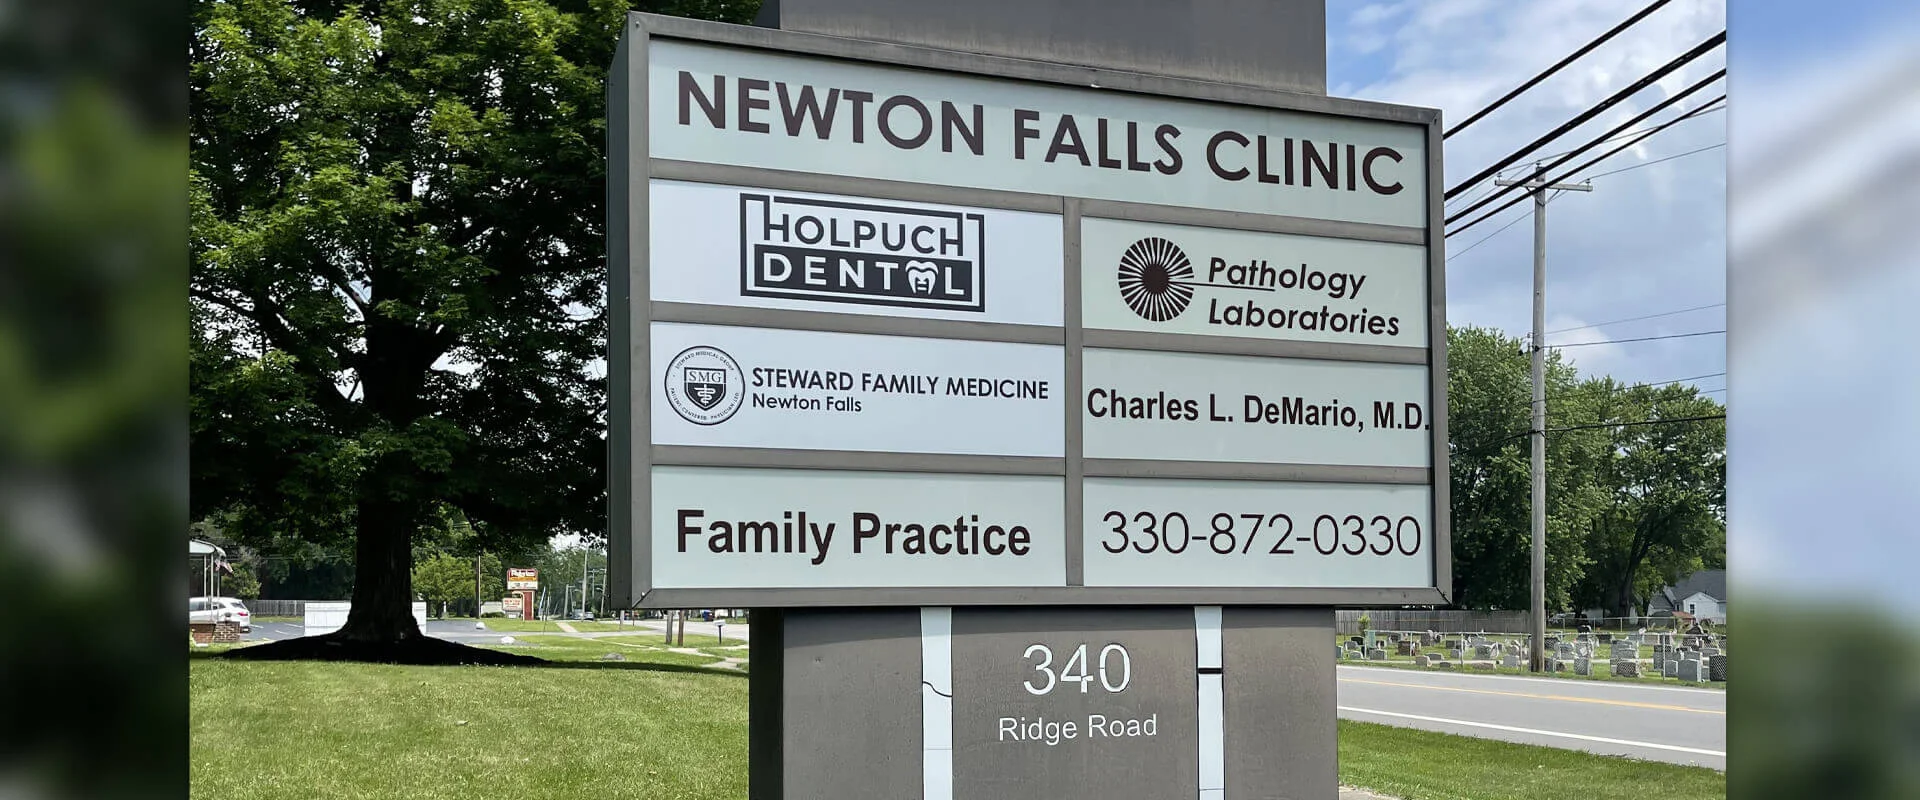 NEWTON FALLS CLINIC
HOLPUCH
DENTAL
Pathology
Laboratories
SMG
STEWARD FAMILY MEDICINE
Newton Falls
Charles L. DeMario, M.D.
Family Practice
330-872-0330
340
Ridge Road